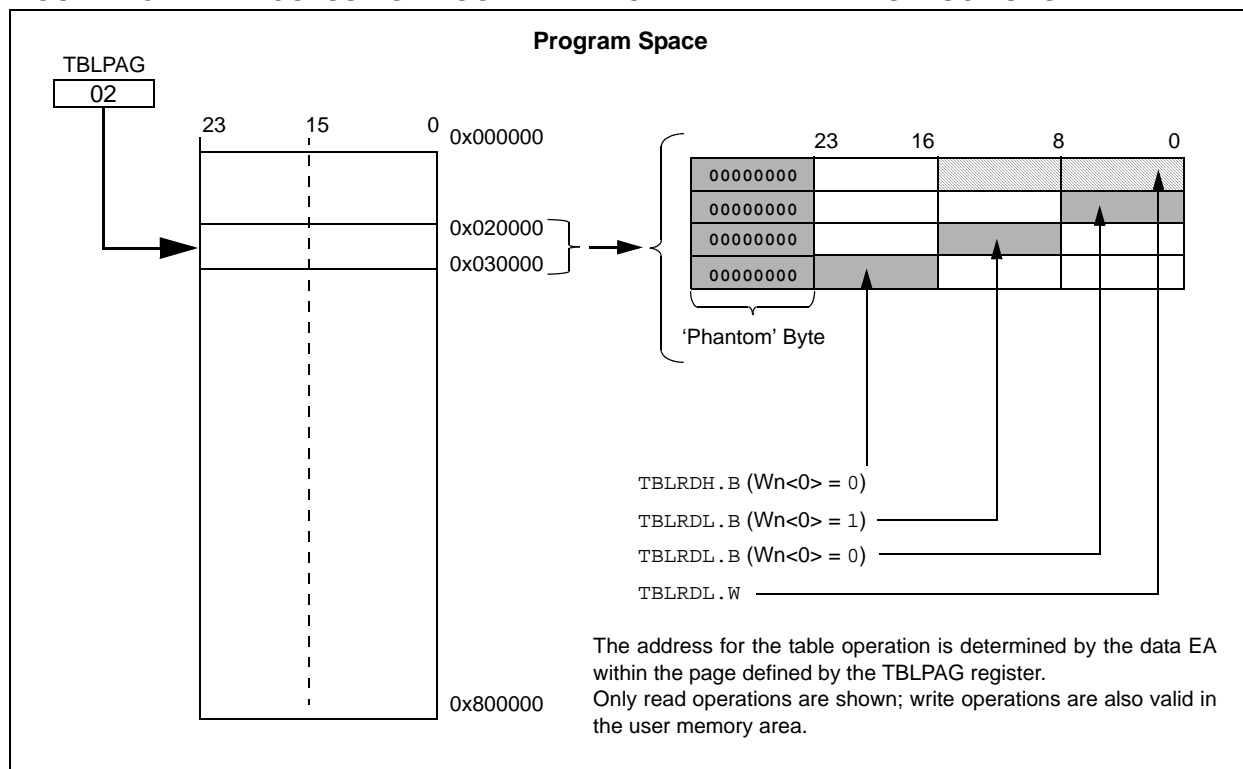 Program Space
TBLPAG
02
23 15 0
0x000000
0x020000
0x030000
0x800000
23 16 8 0
00000000
00000000
00000000
00000000
‘Phantom’ Byte
TBLRDH.B (Wn<0> = 0)
TBLRDL.B (Wn<0> = 1)
TBLRDL.B (Wn<0> = 0)
TBLRDL.W
The address for the table operation is determined by the data EA
within the page defined by the TBLPAG register.
Only read operations are shown; write operations are also valid in
the user memory area.